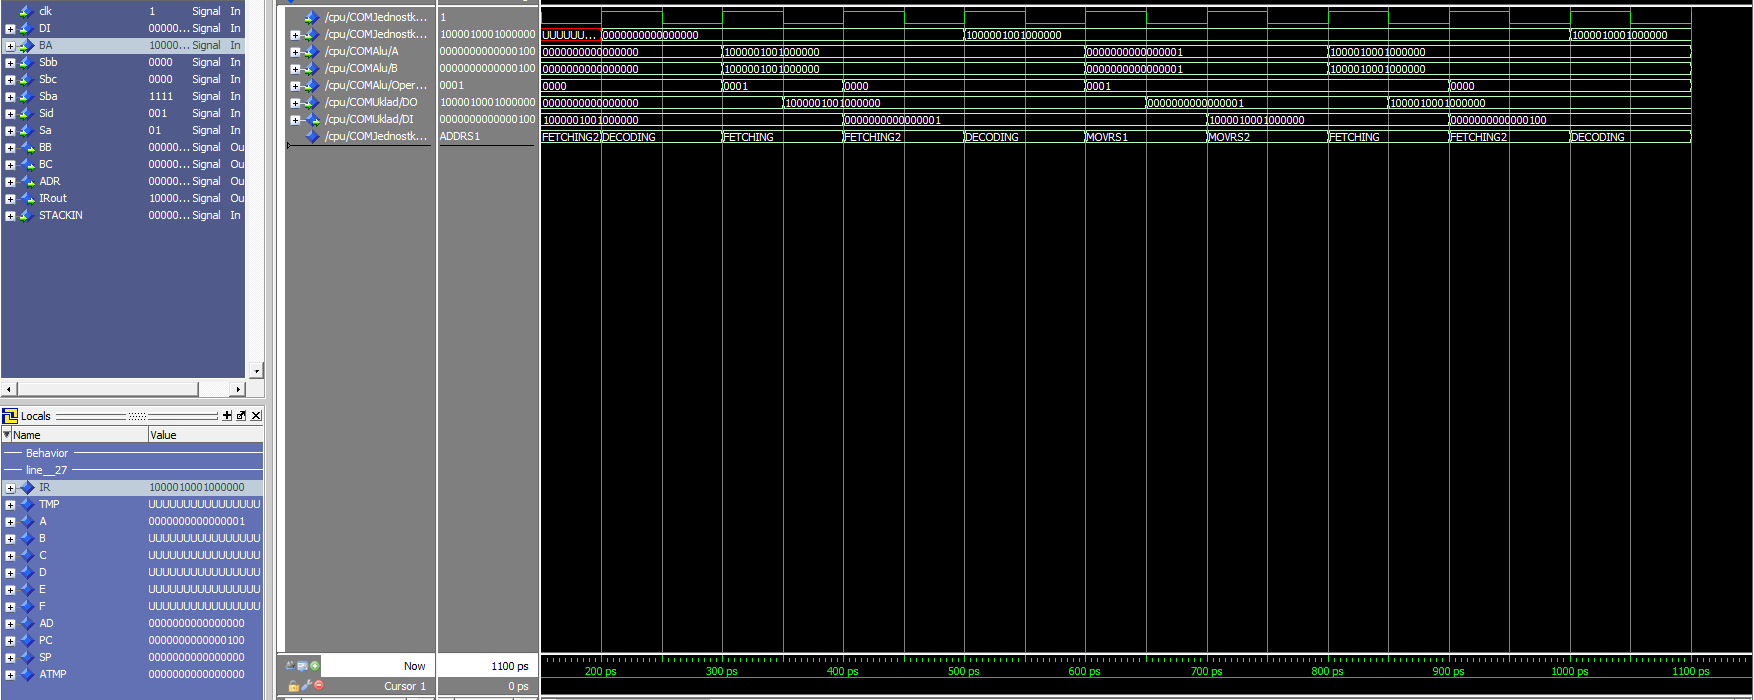 clk 1 Signal In
DI 00000... Signal In
BA 10000... Signal In
Sbb 0000 Signal In
Sbc 0000 Signal In
Sba 1111 Signal In
Sid 001 Signal In
Sa 01 Signal In
BB 00000... Signal Ou
BC 00000... Signal Ou
ADR 00000... Signal Ou
IRout 10000... Signal Ou
STACKIN 00000... Signal In
Locals
Name Value
Behavior
line__27
IR 1000010001000000
TMP UUUUUUUUUUUUUUUU
A 0000000000000001
B UUUUUUUUUUUUUUUU
C UUUUUUUUUUUUUUUU
D UUUUUUUUUUUUUUUU
E UUUUUUUUUUUUUUUU
F UUUUUUUUUUUUUUUU
AD 0000000000000000
PC 0000000000000100
SP 0000000000000000
ATMP 0000000000000000
/cpu/COMJednostk... 1
/cpu/COMJednostk... 1000010001000000 UUUUUU... 0000000000000000 1000001001000000 1000010001000000
/cpu/COMAlu/A 0000000000000100 0000000000000000 1000001001000000 0000000000000001 1000010001000000
/cpu/COMAlu/B 0000000000000100 0000000000000000 1000001001000000 0000000000000001 1000010001000000
/cpu/COMAlu/Oper... 0001 0000 0001 0000 0001 0000
/cpu/COMUklad/DO 1000010001000000 0000000000000000 1000001001000000 0000000000000001 1000010001000000
/cpu/COMUklad/DI 0000000000000100 1000001001000000 0000000000000001 1000010001000000 0000000000000100
/cpu/COMJednostk... ADDRS1 FETCHING2 DECODING FETCHING FETCHING2 DECODING MOVRS1 MOVRS2 FETCHING FETCHING2 DECODING
Now 1100 ps 200 ps 300 ps 400 ps 500 ps 600 ps 700 ps 800 ps 900 ps 1000 ps 1100 ps
Cursor 1 0 ps